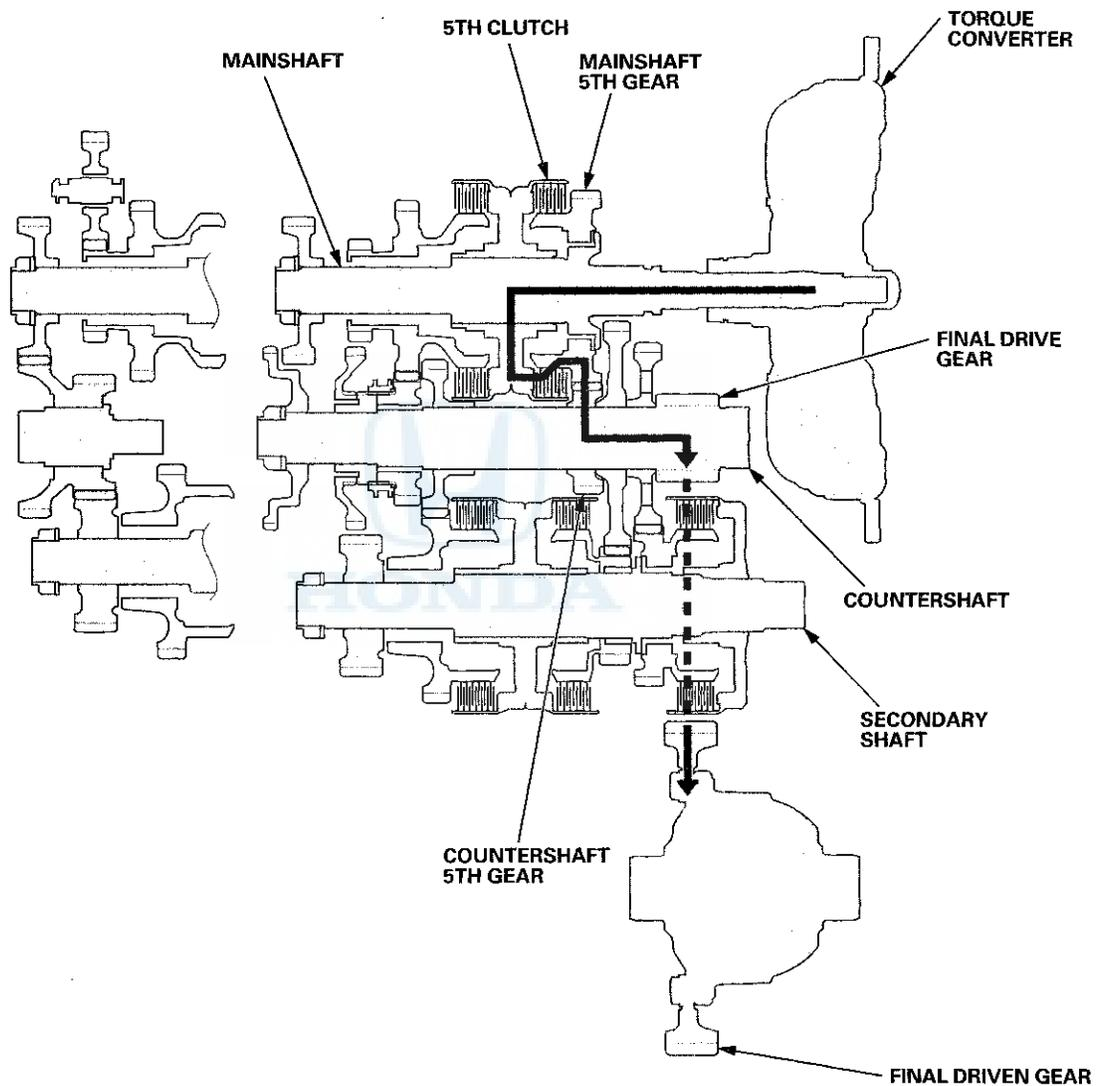 TORQUE
CONVERTER
5TH CLUTCH
MAINSHAFT
MAINSHAFT
5TH GEAR
FINAL DRIVE
GEAR
HONDA
COUNTERSHAFT
SECONDARY
SHAFT
COUNTERSHAFT
5TH GEAR
FINAL DRIVEN GEAR